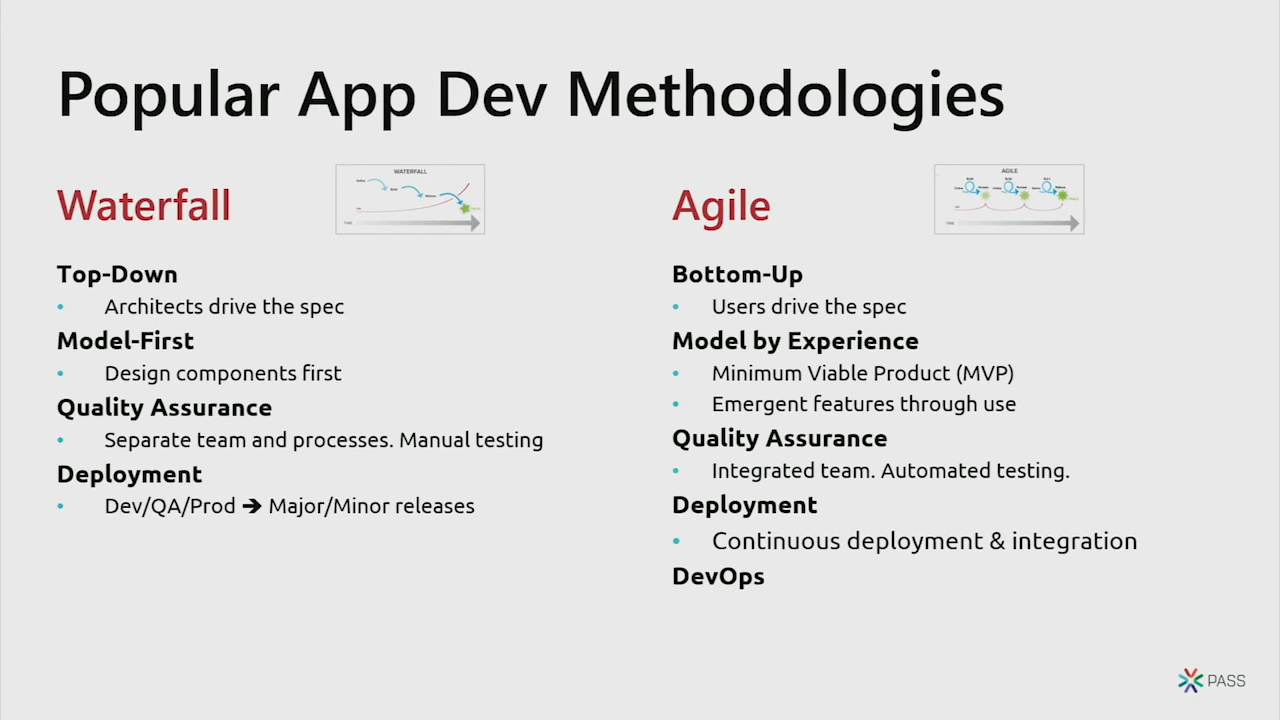 Popular App Dev Methodologies
Waterfall
WATERFALL
TIME
Top-Down
• Architects drive the spec
Model-First
• Design components first
Quality Assurance
• Separate team and processes. Manual testing
Deployment
• Dev/QA/Prod ➔ Major/Minor releases
Agile
AGILE
TIME
Bottom-Up
• Users drive the spec
Model by Experience
• Minimum Viable Product (MVP)
• Emergent features through use
Quality Assurance
• Integrated team. Automated testing.
Deployment
• Continuous deployment & integration
DevOps
PASS